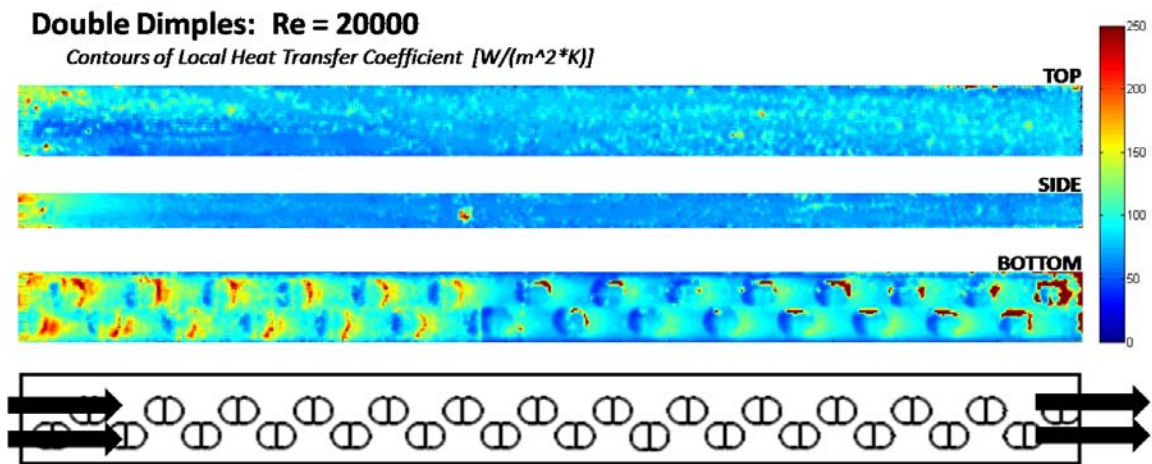 Double Dimples: Re = 20000
Contours of Local Heat Transfer Coefficient [W/(m^2*K)]
TOP
SIDE
BOTTOM
250
200
150
100
50
0